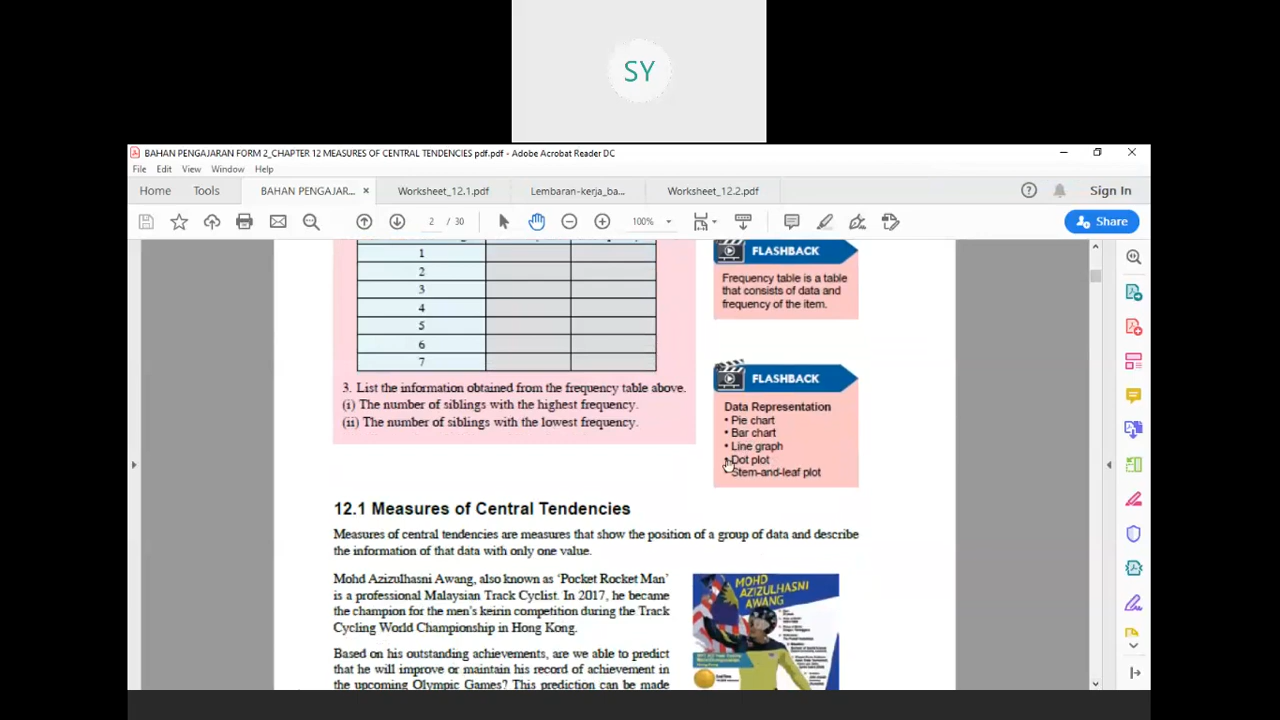 SY
BAHAN PENGAJARAN FORM 2_CHAPTER 12 MEASURES OF CENTRAL TENDENCIES pdf.pdf - Adobe Acrobat Reader DC
File Edit View Window Help
Home Tools BAHAN PENGAJAR... × Worksheet_12.1.pdf Lembaran-kerja_ba... Worksheet_12.2.pdf Sign In
2 / 30 100% Share
1
2
3
4
5
6
7
3. List the information obtained from the frequency table above.
(i) The number of siblings with the highest frequency.
(ii) The number of siblings with the lowest frequency.
FLASHBACK
Frequency table is a table
that consists of data and
frequency of the item.
FLASHBACK
Data Representation
• Pie chart
• Bar chart
• Line graph
• Dot plot
Stem-and-leaf plot
12.1 Measures of Central Tendencies
Measures of central tendencies are measures that show the position of a group of data and describe
the information of that data with only one value.
Mohd Azizulhasni Awang, also known as ‘Pocket Rocket Man’
is a professional Malaysian Track Cyclist. In 2017, he became
the champion for the men’s keirin competition during the Track
Cycling World Championship in Hong Kong.
Based on his outstanding achievements, are we able to predict
that he will improve or maintain his record of achievement in
the upcoming Olympic Games? This prediction can be made
MOHD
AZIZULHASNI
AWANG